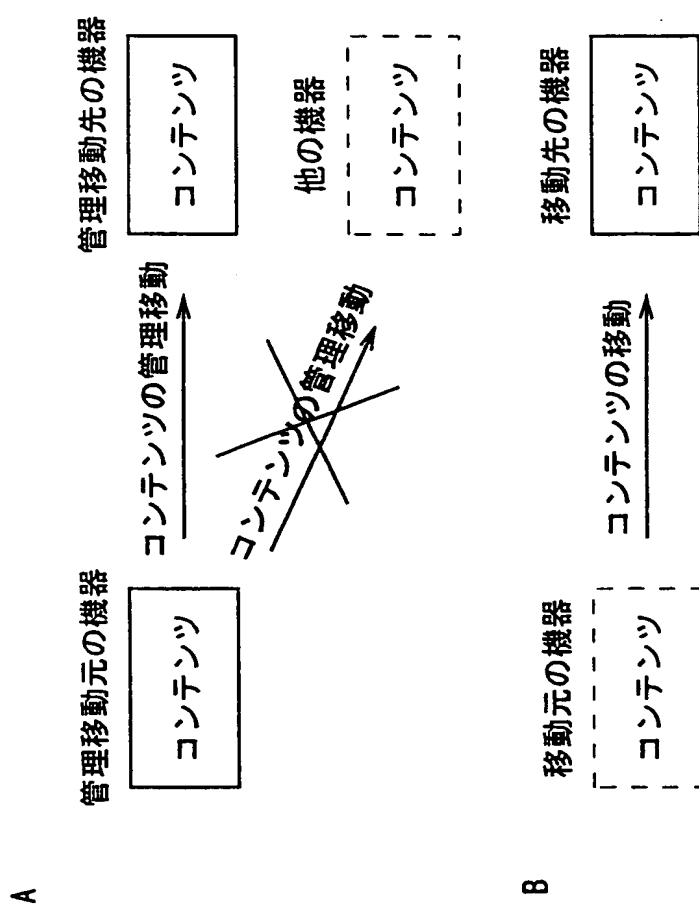 A
管理移動元の機器
コンテンツ
コンテンツの管理移動
管理移動先の機器
コンテンツ
コンテンツの管理移動
他の機器
コンテンツ
B
移動元の機器
コンテンツ
コンテンツの移動
移動先の機器
コンテンツ